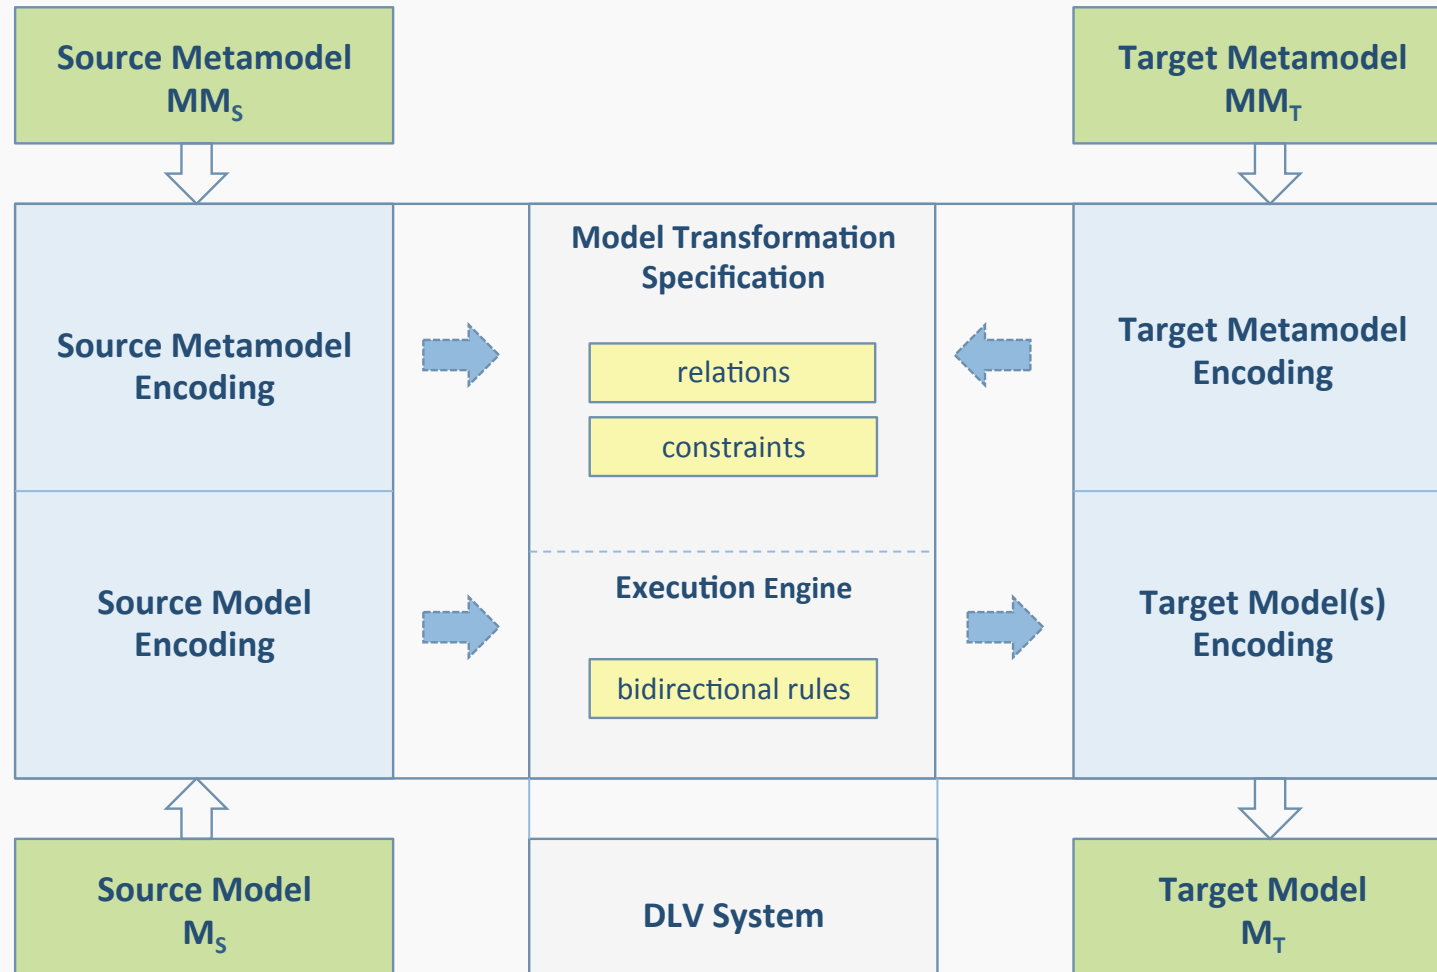 Source Metamodel
MMS
Target Metamodel
MMT
Model Transformation
Specification
Source Metamodel
Encoding
relations
constraints
Target Metamodel
Encoding
Source Model
Encoding
Execution Engine
bidirectional rules
Target Model(s)
Encoding
Source Model
MS
DLV System
Target Model
MT